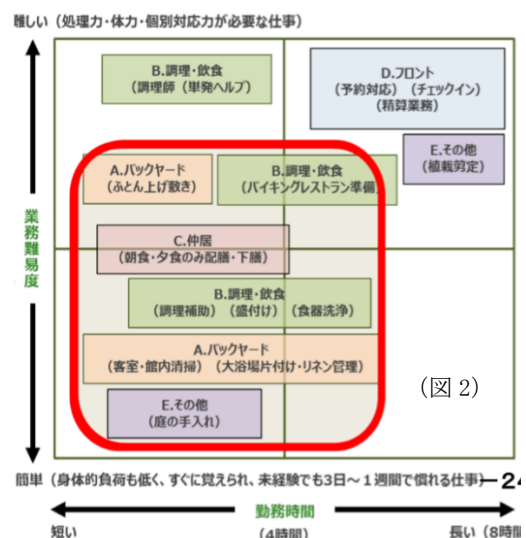 難しい（処理力・体力・個別対応力が必要な仕事）
B.調理・飲食
（調理師（単発ヘルプ）
D.フロント
（予約対応）（チェックイン）
（精算業務）
E.その他
（植栽剪定）
A.バックヤード
（ふとん上げ敷き）
B.調理・飲食
（バイキングレストラン準備）
業務難易度
C.仲居
（朝食・夕食のみ配膳・下膳）
B.調理・飲食
（調理補助）（盛付け）（食器洗浄）
A.バックヤード
（客室・館内清掃）（大浴場片付け・リネン管理）
（図 2）
E.その他
（庭の手入れ）
簡単（身体的負荷も低く、すぐに覚えられ、未経験でも3日～１週間で慣れる仕事）
24
勤務時間
短い
（4時間）
長い（8時間